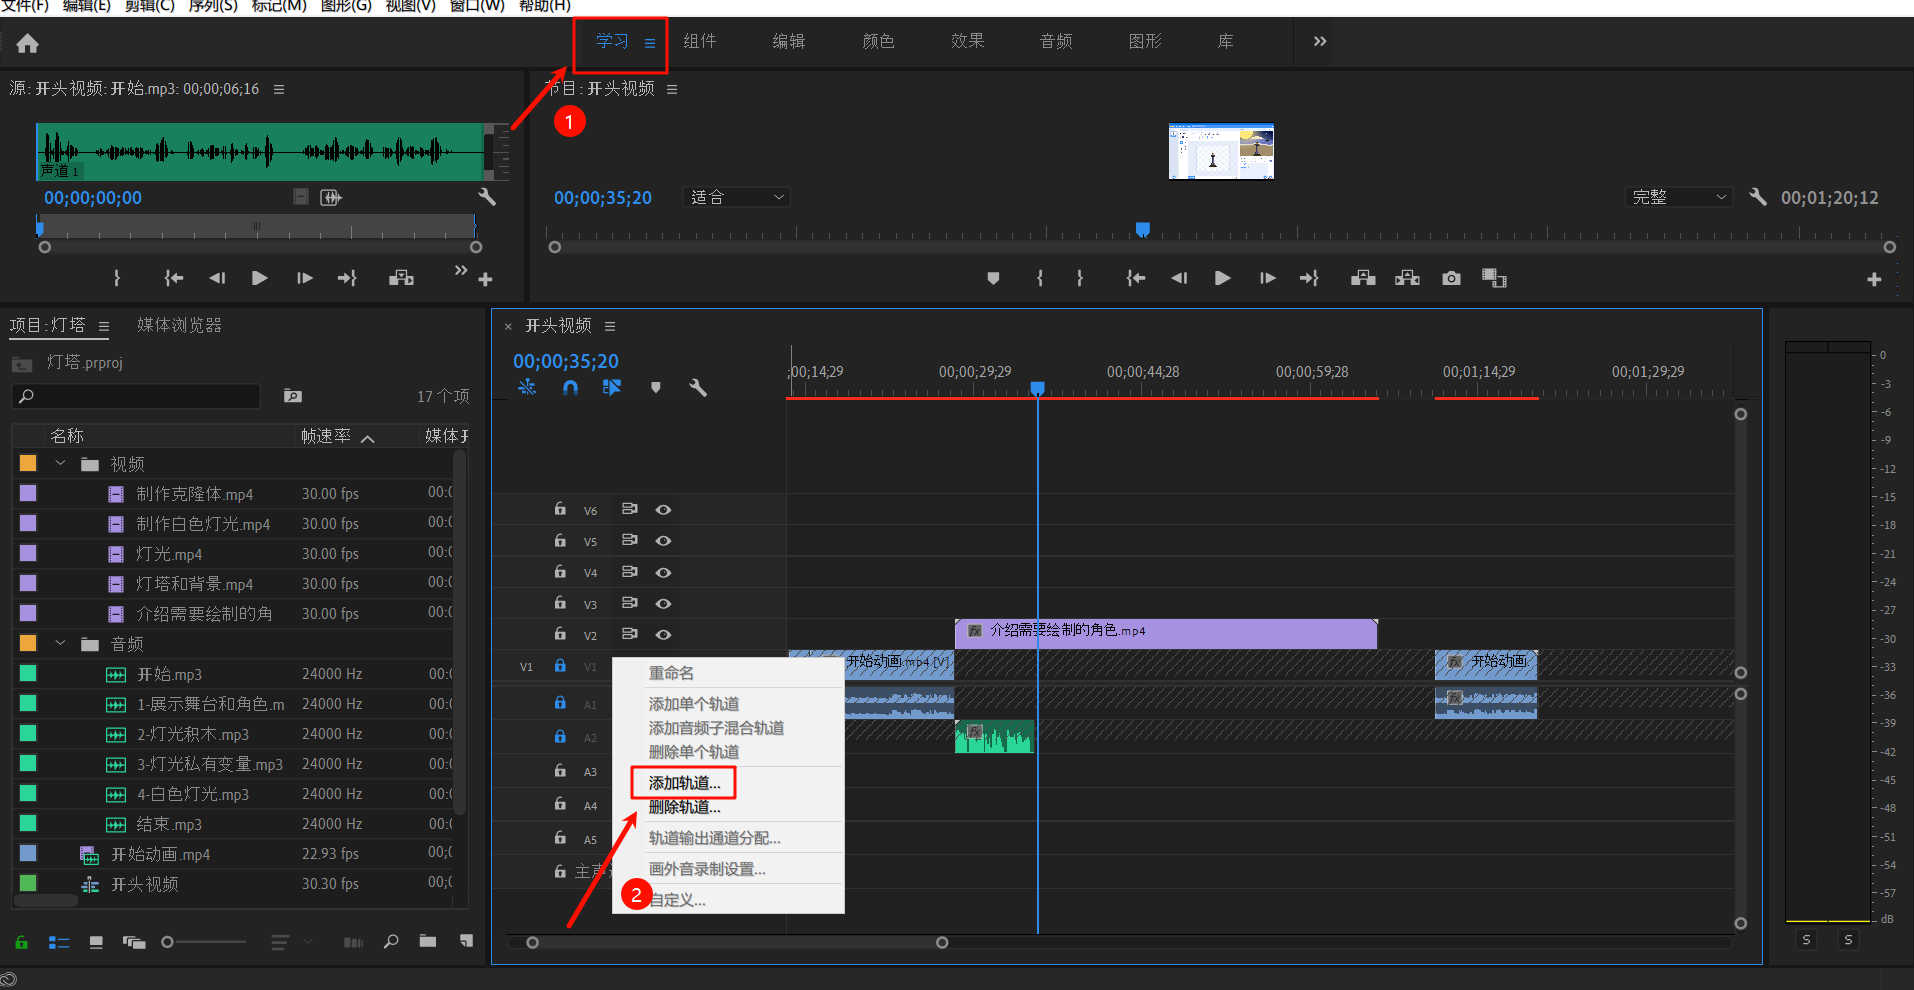 文件(F) 编辑(E) 剪辑(C) 序列(S) 标记(M) 图形(G) 视图(V) 窗口(W) 帮助(H)
学习 组件 编辑 颜色 效果 音频 图形 库
源: 开头视频: 开始.mp3: 00;00;06;16
节目: 开头视频
1
声道 1
00;00;00;00
00;00;35;20
适合
完整
00;01;20;12
项目: 灯塔
媒体浏览器
灯塔.prproj
17 个项
名称 帧速率 媒体开
视频
制作克隆体.mp4 30.00 fps 00:(
制作白色灯光.mp4 30.00 fps 00:(
灯光.mp4 30.00 fps 00:(
灯塔和背景.mp4 30.00 fps 00:(
介绍需要绘制的角 30.00 fps 00:(
音频
开始.mp3 24000 Hz 00:(
1-展示舞台和角色.m 24000 Hz 00:(
2-灯光积木.mp3 24000 Hz 00:(
3-灯光私有变量.mp3 24000 Hz 00:(
4-白色灯光.mp3 24000 Hz 00:(
结束.mp3 24000 Hz 00:(
开始动画.mp4 22.93 fps 00;(
开头视频 30.30 fps 00;(
× 开头视频
00;00;35;20
;00;14;29 00;00;29;29 00;00;44;28 00;00;59;28 00;01;14;29 00;01;29;29
V6
V5
V4
V3
V2
fx 介绍需要绘制的角色.mp4
V1 V1
开始动画.mp4 [V]
fx 开始动画
A1
fx
A2
fx
A3
A4
A5
主声
重命名
添加单个轨道
添加音频子混合轨道
删除单个轨道
添加轨道...
删除轨道...
轨道输出通道分配...
画外音录制设置...
2
自定义...
0
-3
-6
-9
-12
-15
-18
-21
-24
-27
-30
-33
-36
-39
-42
-45
-48
-51
-54
-57
dB
S S